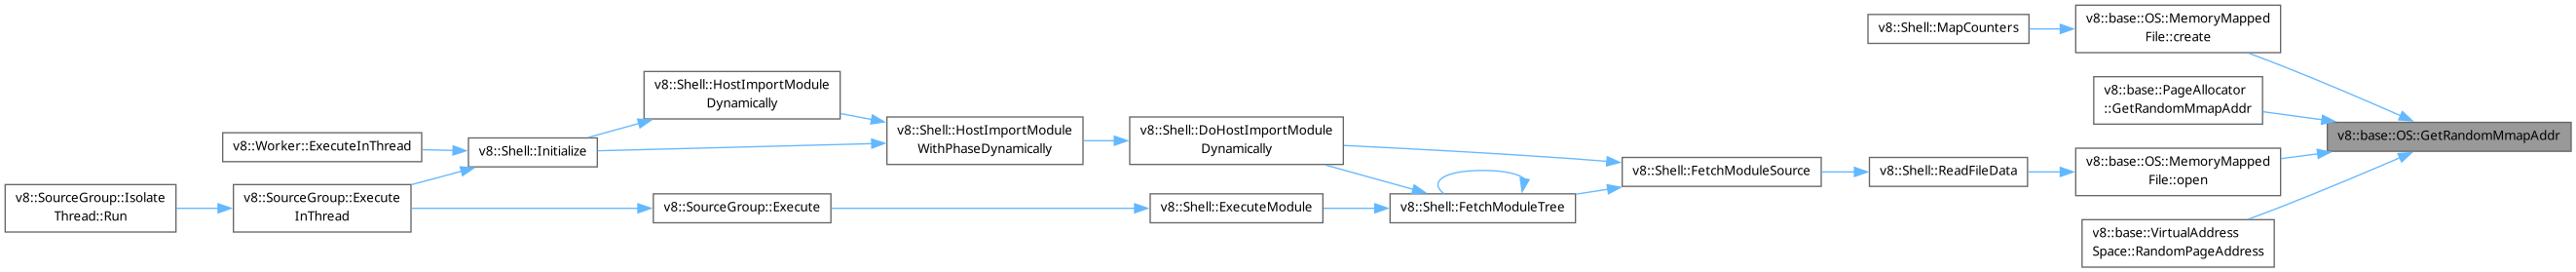 v8::Shell::MapCounters
v8::base::OS::MemoryMapped
File::create
v8::Shell::HostImportModule
Dynamically
v8::base::PageAllocator
::GetRandomMmapAddr
v8::Worker::ExecuteInThread
v8::Shell::Initialize
v8::Shell::HostImportModule
WithPhaseDynamically
v8::Shell::DoHostImportModule
Dynamically
v8::base::OS::GetRandomMmapAddr
v8::Shell::FetchModuleSource
v8::Shell::ReadFileData
v8::base::OS::MemoryMapped
File::open
v8::SourceGroup::Isolate
Thread::Run
v8::SourceGroup::Execute
InThread
v8::SourceGroup::Execute
v8::Shell::ExecuteModule
v8::Shell::FetchModuleTree
v8::base::VirtualAddress
Space::RandomPageAddress